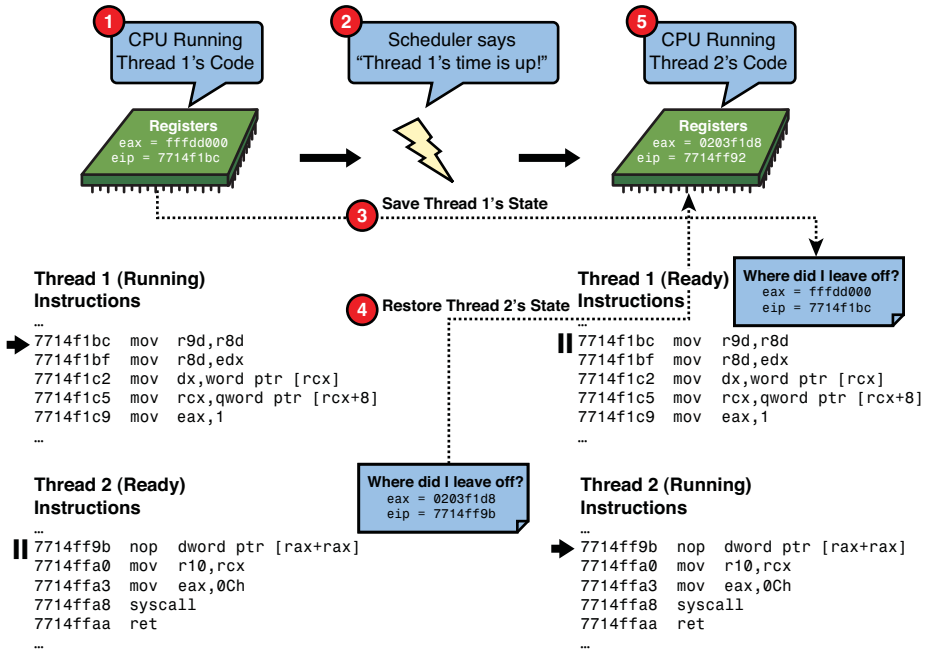 1
CPU Running
Thread 1's Code
2
Scheduler says
“Thread 1's time is up!”
5
CPU Running
Thread 2's Code
Registers
eax = fffdd000
eip = 7714f1bc
Registers
eax = 0203f1d8
eip = 7714ff92
3
Save Thread 1's State
Thread 1 (Running)
Instructions
…
7714f1bc mov r9d,r8d
7714f1bf mov r8d,edx
7714f1c2 mov dx,word ptr [rcx]
7714f1c5 mov rcx,qword ptr [rcx+8]
7714f1c9 mov eax,1
…
4
Restore Thread 2's State
Thread 1 (Ready)
Instructions
…
7714f1bc mov r9d,r8d
7714f1bf mov r8d,edx
7714f1c2 mov dx,word ptr [rcx]
7714f1c5 mov rcx,qword ptr [rcx+8]
7714f1c9 mov eax,1
…
Where did I leave off?
eax = fffdd000
eip = 7714f1bc
Thread 2 (Ready)
Instructions
…
7714ff9b nop dword ptr [rax+rax]
7714ffa0 mov r10,rcx
7714ffa3 mov eax,0Ch
7714ffa8 syscall
7714ffaa ret
…
Where did I leave off?
eax = 0203f1d8
eip = 7714ff9b
Thread 2 (Running)
Instructions
…
7714ff9b nop dword ptr [rax+rax]
7714ffa0 mov r10,rcx
7714ffa3 mov eax,0Ch
7714ffa8 syscall
7714ffaa ret
…